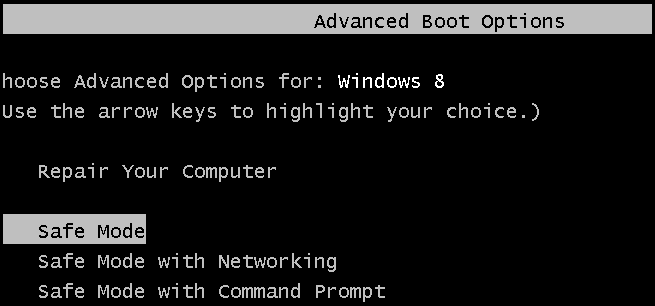 Advanced Boot Options
hoose Advanced Options for: Windows 8
Use the arrow keys to highlight your choice.)
Repair Your Computer
Safe Mode
Safe Mode with Networking
Safe Mode with Command Prompt